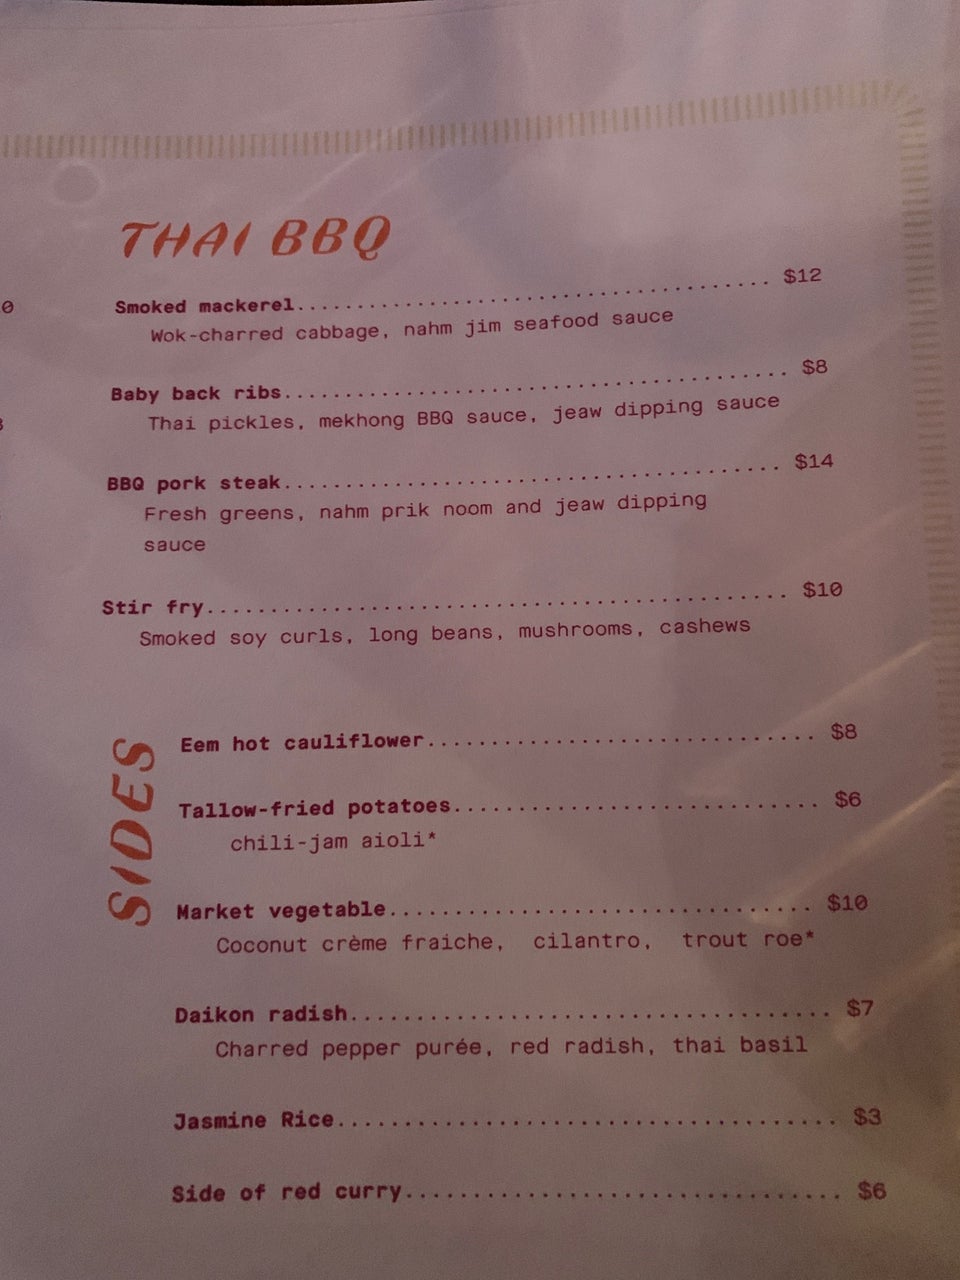 THAI BBQ
Smoked mackerel.................................... $12
Wok-charred cabbage, nahm jim seafood sauce
Baby back ribs...................................... $8
Thai pickles, mekhong BBQ sauce, jeaw dipping sauce
BBQ pork steak...................................... $14
Fresh greens, nahm prik noom and jeaw dipping
sauce
Stir fry............................................. $10
Smoked soy curls, long beans, mushrooms, cashews
SIDES
Eem hot cauliflower.............................. $8
Tallow-fried potatoes............................ $6
chili-jam aioli*
Market vegetable................................. $10
Coconut crème fraiche, cilantro, trout roe*
Daikon radish..................................... $7
Charred pepper purée, red radish, thai basil
Jasmine Rice...................................... $3
Side of red curry................................. $6